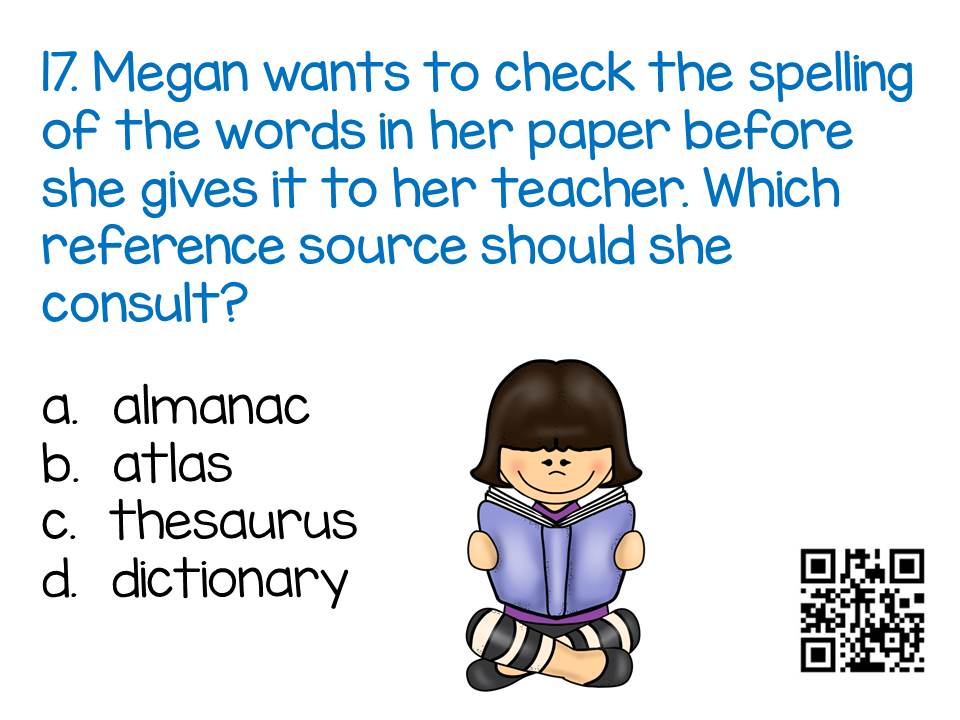 17. Megan wants to check the spelling
of the words in her paper before
she gives it to her teacher. Which
reference source should she
consult?
a. almanac
b. atlas
c. thesaurus
d. dictionary